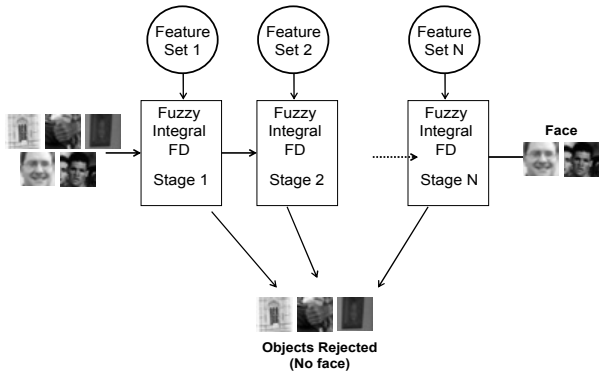 Feature
Set 1
Feature
Set 2
Feature
Set N
Fuzzy
Integral
FD
Stage 1
Fuzzy
Integral
FD
Stage 2
Fuzzy
Integral
FD
Stage N
Face
Objects Rejected
(No face)